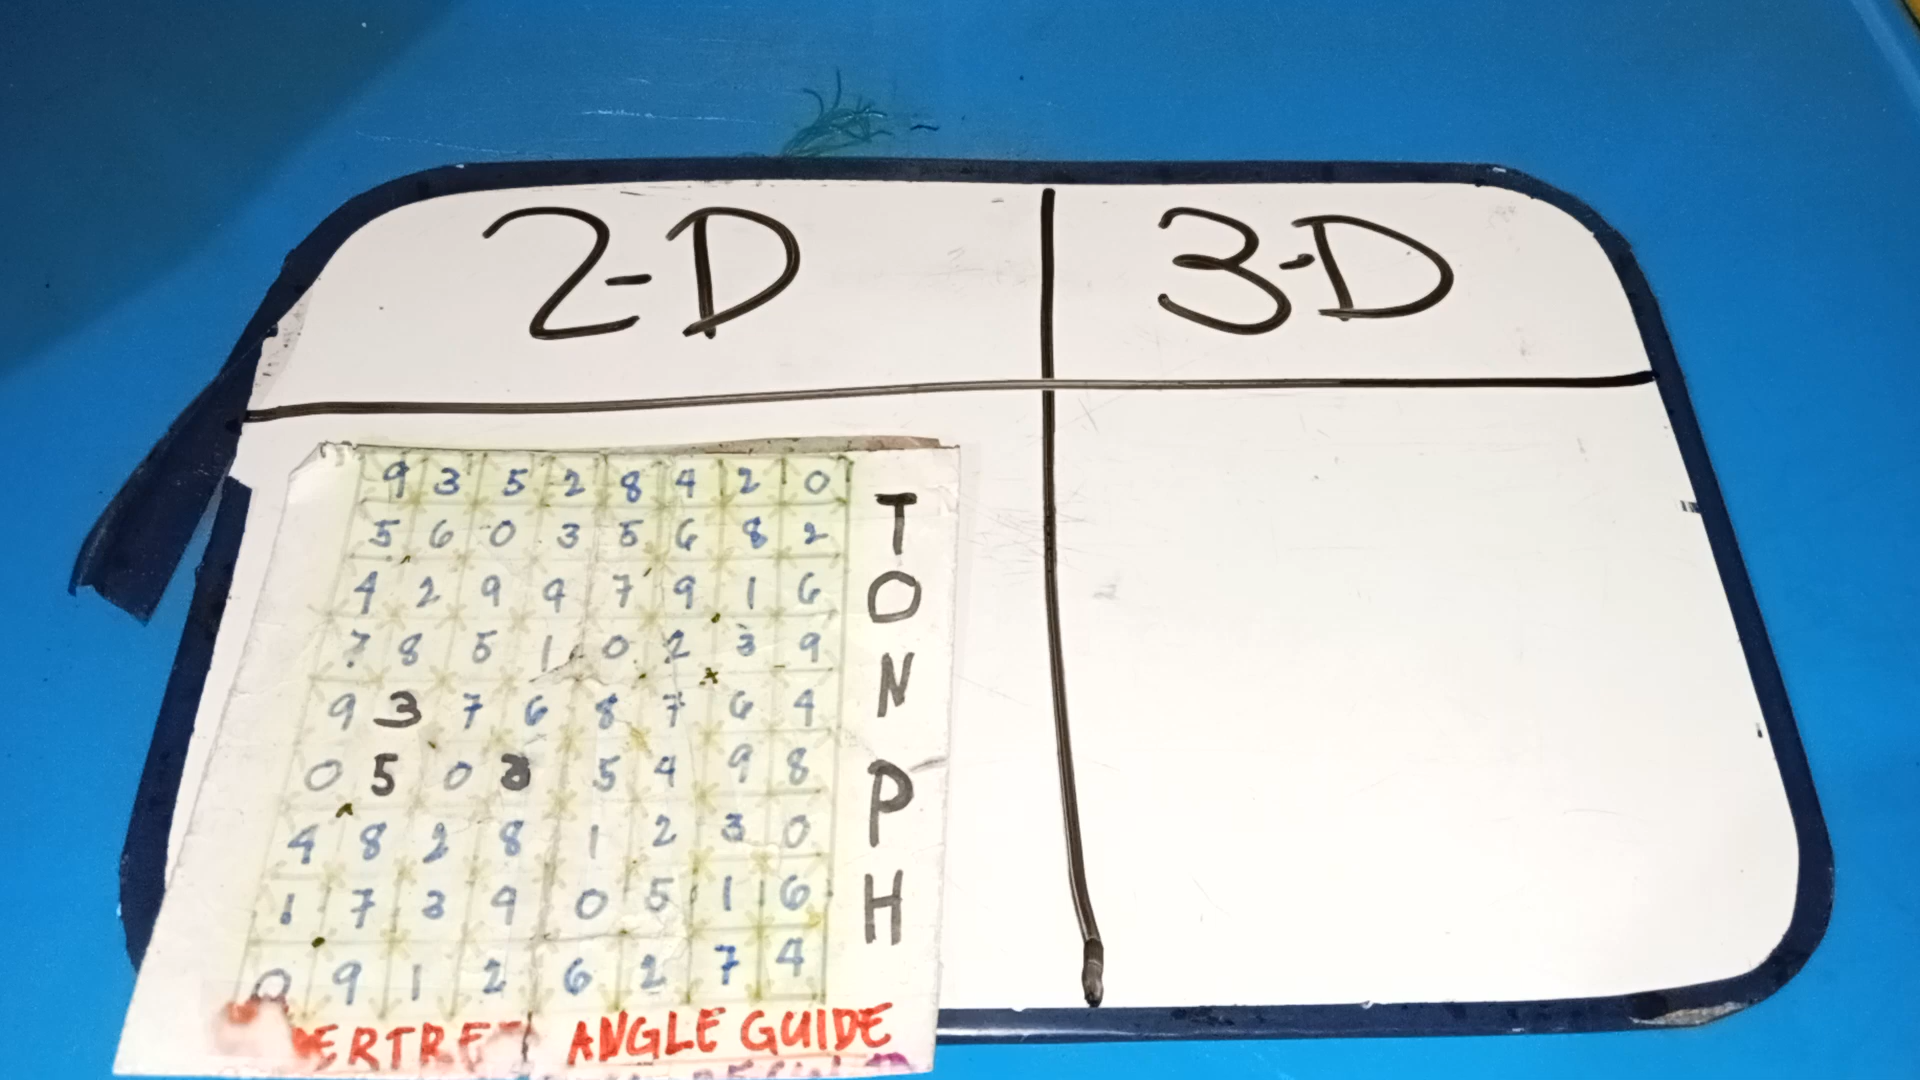 2-D 3-D
9 3 5 2 8 4 2 0
5 6 0 3 5 6 8 2
4 2 9 9 7 9 1 6
7 8 5 1 0 2 3 9
9 3 7 6 8 7 6 4
0 5 0 3 5 4 9 8
4 8 2 8 1 2 3 0
1 7 3 9 0 5 1 6
0 9 1 2 6 2 7 4
T
O
N
P
H
ANGLE GUIDE